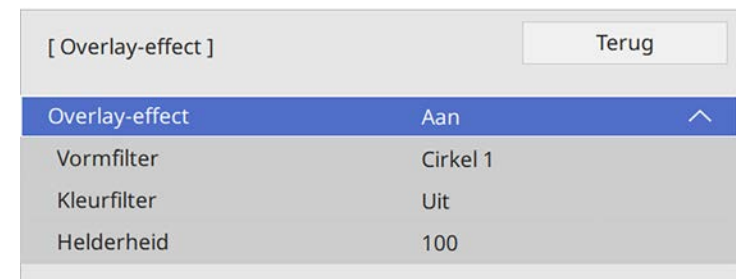 [ Overlay-effect ]
Terug
Overlay-effect Aan
Vormfilter Cirkel 1
Kleurfilter Uit
Helderheid 100